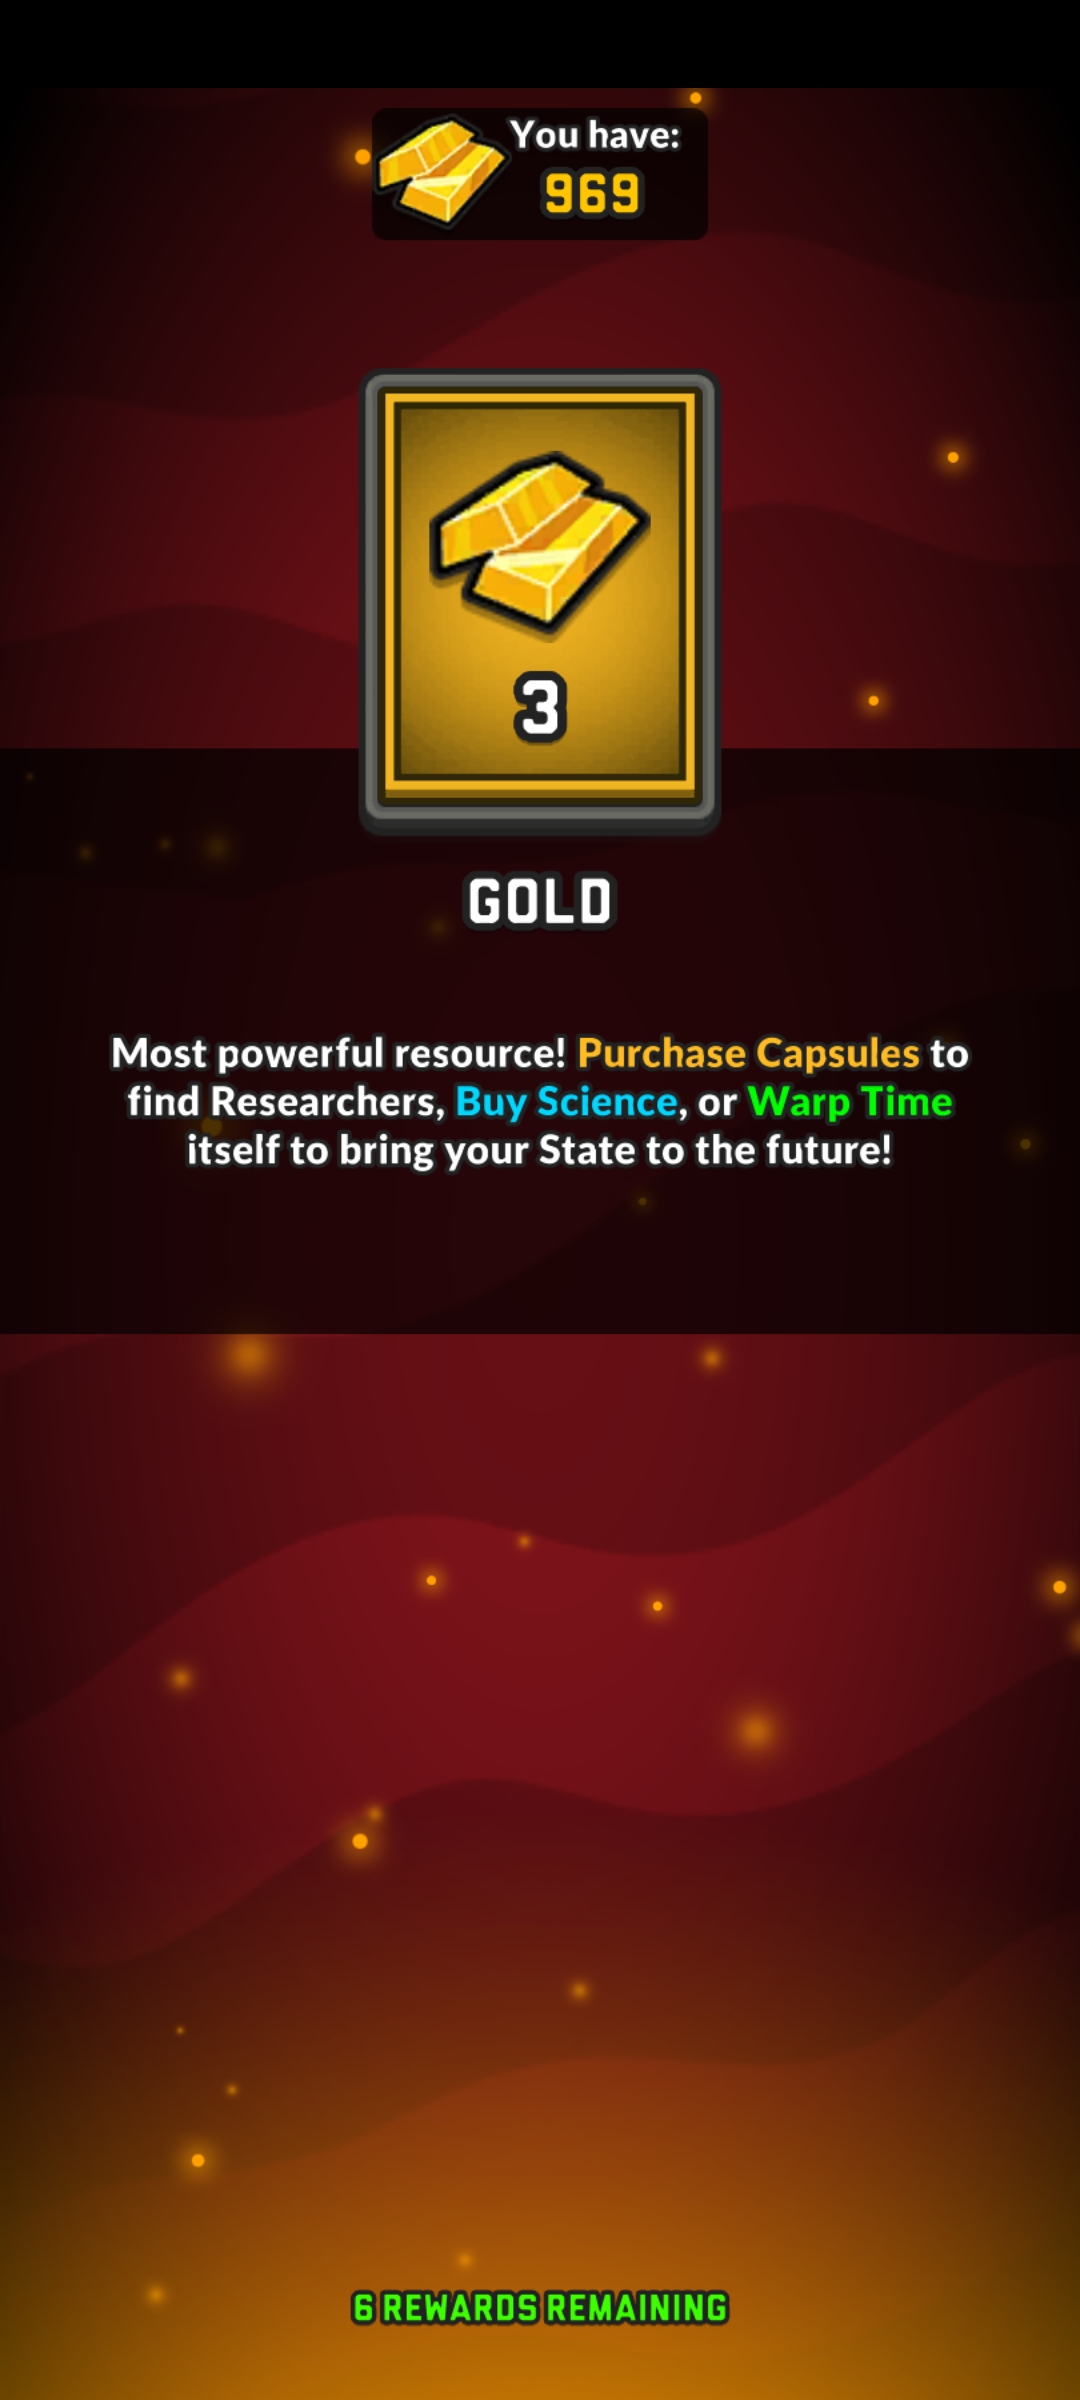 You have:
969
3
GOLD
Most powerful resource! Purchase Capsules to
find Researchers, Buy Science, or Warp Time
itself to bring your State to the future!
6 REWARDS REMAINING